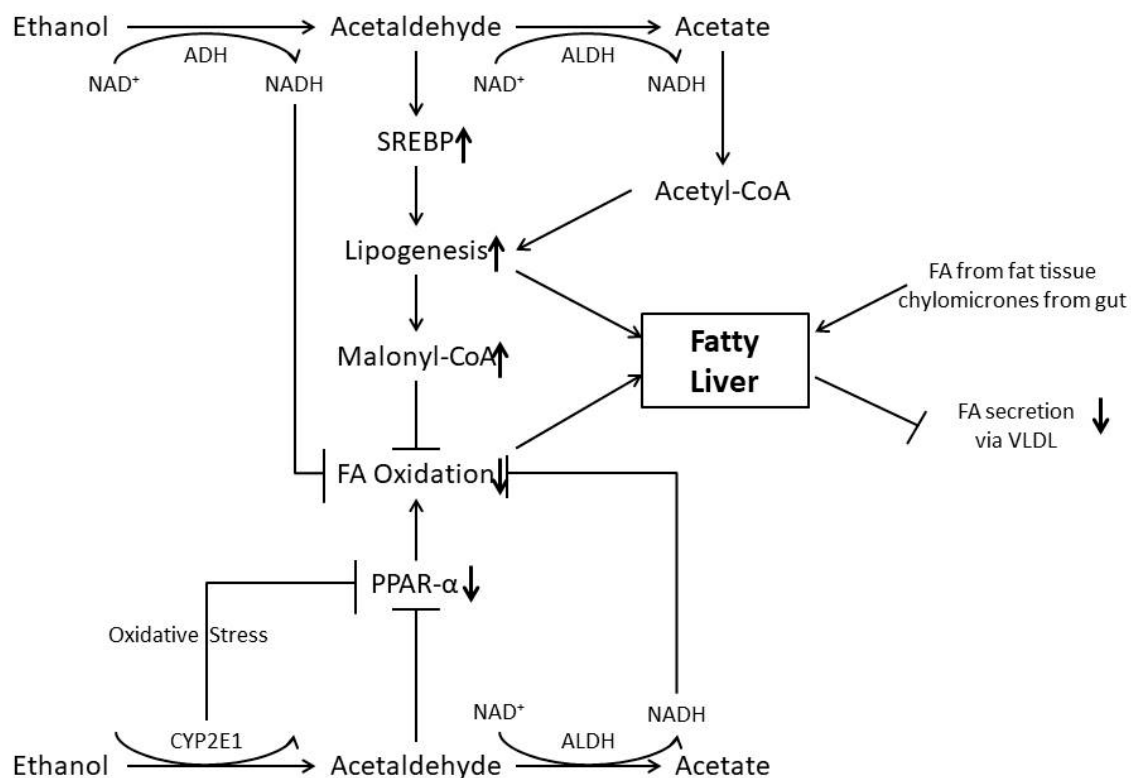 Ethanol Acetaldehyde Acetate
ADH ALDH
NAD⁺ NADH NAD⁺ NADH
SREBP
Acetyl-CoA
Lipogenesis
FA from fat tissue
chylomicrones from gut
Fatty
Liver
Malonyl-CoA
FA secretion
via VLDL
FA Oxidation
PPAR-α
Oxidative Stress
NAD⁺ NADH
CYP2E1 ALDH
Ethanol Acetaldehyde Acetate